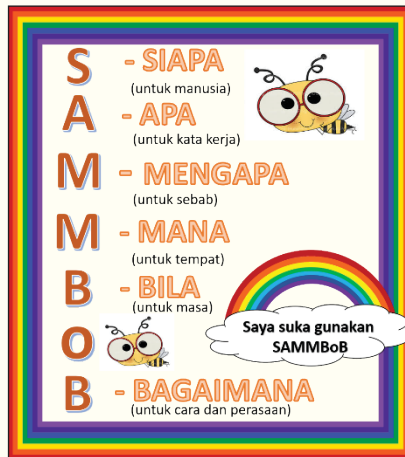 S - SIAPA
(untuk manusia)
A - APA
(untuk kata kerja)
M - MENGAPA
(untuk sebab)
M - MANA
(untuk tempat)
B - BILA
(untuk masa)
O
B - BAGAIMANA
(untuk cara dan perasaan)
Saya suka gunakan
SAMMBoB